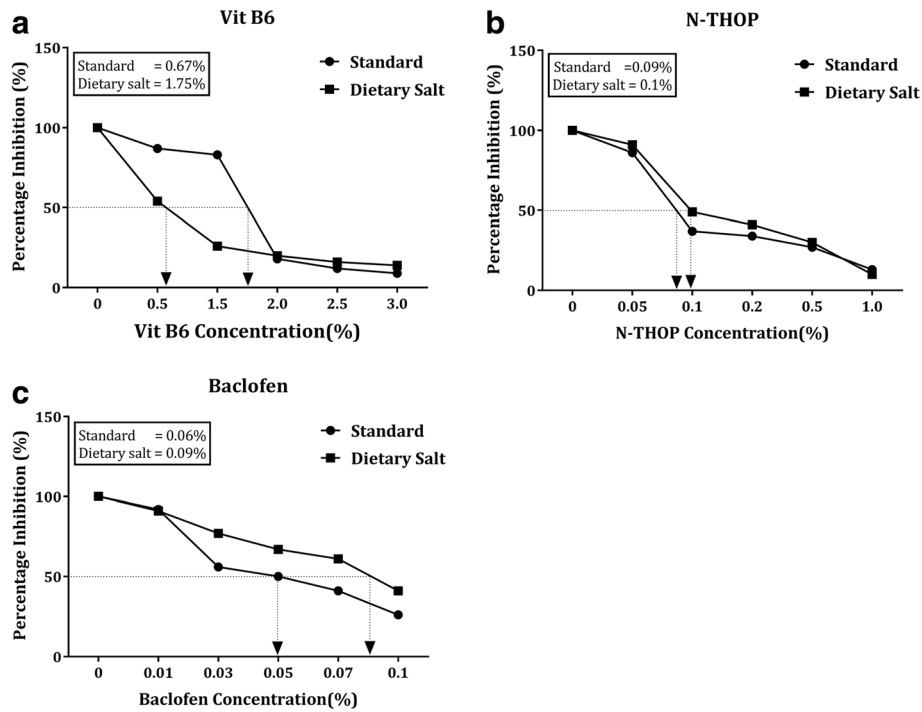 a
Vit B6
150
100
50
0
Percentage Inhibition (%)
Standard = 0.67%
Dietary salt = 1.75%
Standard
Dietary Salt
0 0.5 1.5 2.0 2.5 3.0
Vit B6 Concentration(%)
b
N-THOP
150
100
50
0
Percentage Inhibition (%)
Standard =0.09%
Dietary salt = 0.1%
Standard
Dietary Salt
0 0.05 0.1 0.2 0.5 1.0
N-THOP Concentration(%)
c
Baclofen
150
100
50
0
Percentage Inhibition (%)
Standard = 0.06%
Dietary salt = 0.09%
Standard
Dietary Salt
0 0.01 0.03 0.05 0.07 0.1
Baclofen Concentration(%)